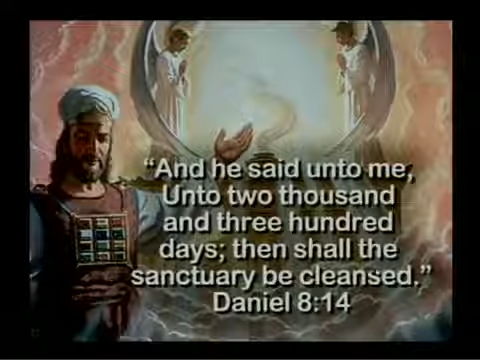 “And he said unto me,
Unto two thousand
and three hundred
days; then shall the
sanctuary be cleansed.”
Daniel 8:14